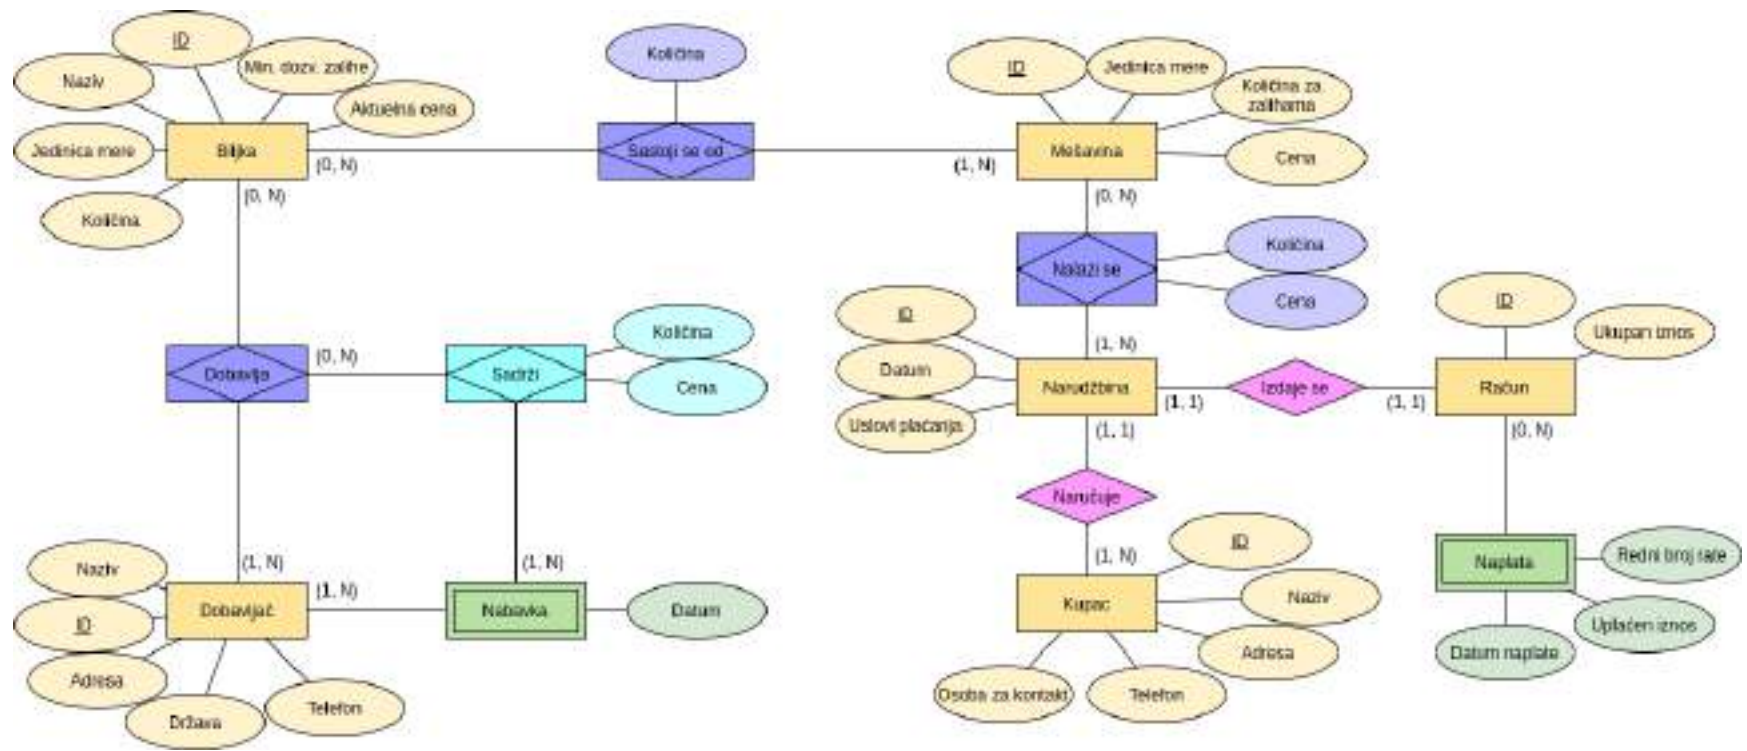 ID
Količina
Naziv
Min. dozv. zalihe
ID
Jedinica mere
Aktuelna cena
Količina za
zalihama
Jedinica mere
Biljka
Sastoji se od
Mešavina
Cena
(0, N)
(1, N)
(0, N)
(0, N)
Količina
Količina
Nalazi se
Cena
ID
ID
Količina
Ukupan iznos
(0, N)
(1, N)
Datum
Dobavlja
Sadrži
Cena
Narudžbina
Izdaje se
Račun
(1, 1)
(1, 1)
Uslovi plaćanja
(1, 1)
(0, N)
Naručuje
ID
(1, N)
(1, N)
(1, N)
Naplata
Redni broj rate
Naziv
(1, N)
Naziv
Dobavljač
Nabavka
Datum
Kupac
ID
Uplaćen iznos
Adresa
Datum naplate
Adresa
Osoba za kontakt
Telefon
Država
Telefon